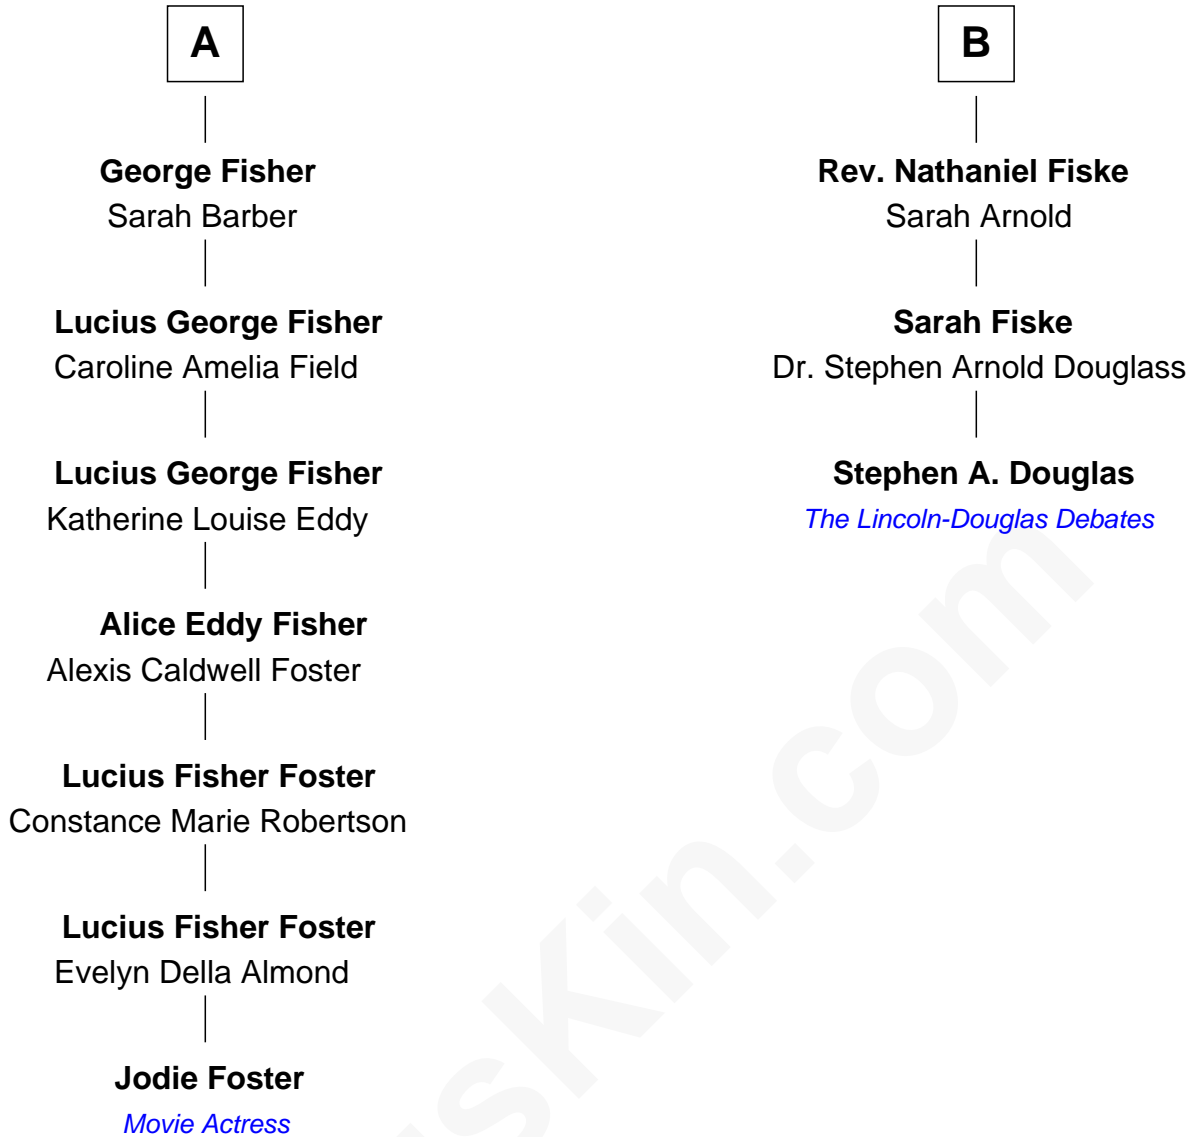 A
George Fisher
Sarah Barber
Lucius George Fisher
Caroline Amelia Field
Lucius George Fisher
Katherine Louise Eddy
Alice Eddy Fisher
Alexis Caldwell Foster
Lucius Fisher Foster
Constance Marie Robertson
Lucius Fisher Foster
Evelyn Della Almond
Jodie Foster
Movie Actress
B
Rev. Nathaniel Fiske
Sarah Arnold
Sarah Fiske
Dr. Stephen Arnold Douglass
Stephen A. Douglas
The Lincoln-Douglas Debates
sKin.com